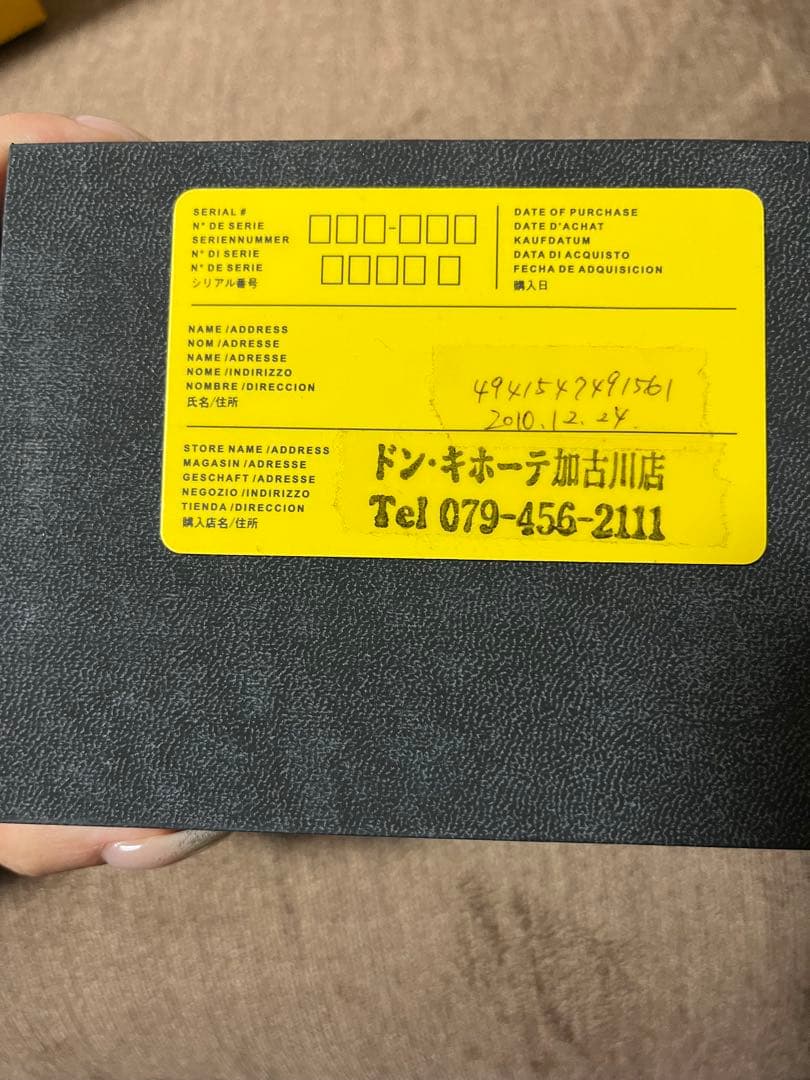 SERIAL #
N° DE SERIE
SERIENNUMMER
N° DI SERIE
N° DE SERIE
シリアル番号
DATE OF PURCHASE
DATE D'ACHAT
KAUFDATUM
DATA DI ACQUISTO
FECHA DE ADQUISICION
購入日
NAME /ADDRESS
NOM /ADRESSE
NAME /ADRESSE
NOME /INDIRIZZO
NOMBRE /DIRECCION
氏名/住所
4941547491561
2010.12.24.
STORE NAME /ADDRESS
MAGASIN /ADRESSE
GESCHAFT /ADRESSE
NEGOZIO /INDIRIZZO
TIENDA /DIRECCION
購入店名/住所
ドン・キホーテ加古川店
Tel 079-456-2111